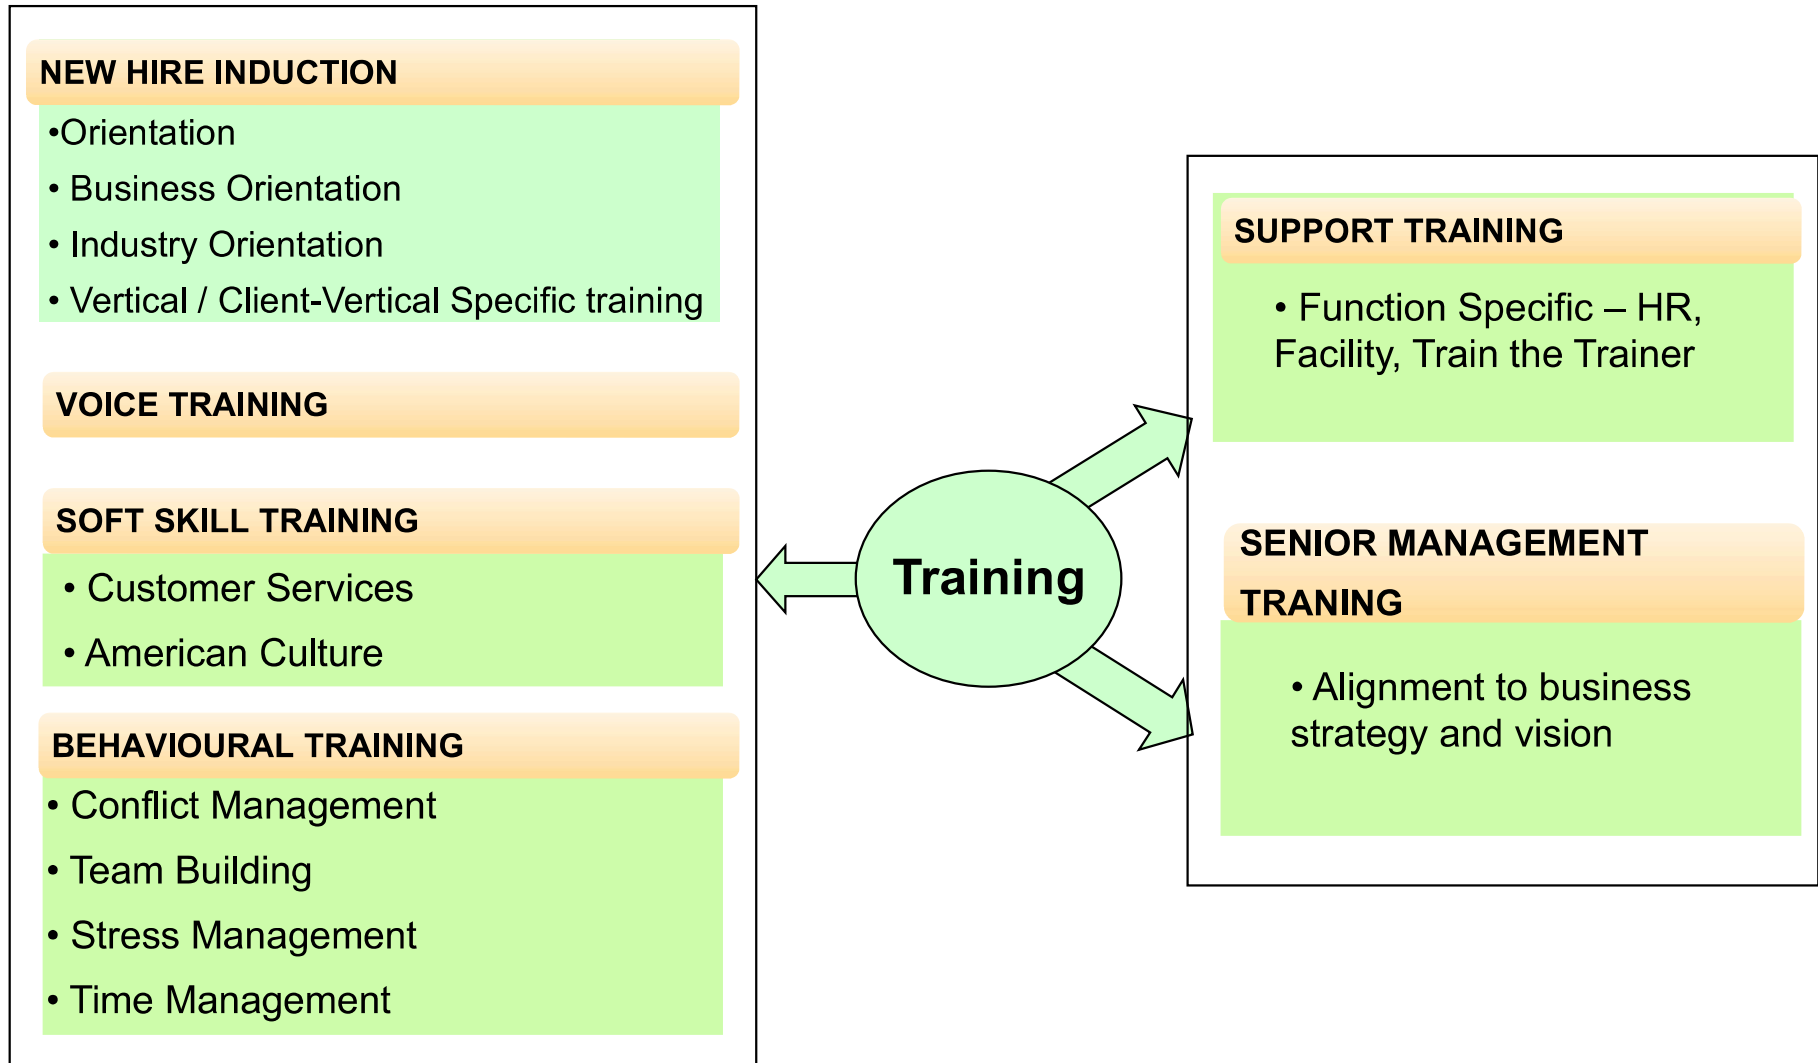 NEW HIRE INDUCTION
•Orientation
• Business Orientation
• Industry Orientation
• Vertical / Client-Vertical Specific training
VOICE TRAINING
SOFT SKILL TRAINING
• Customer Services
• American Culture
BEHAVIOURAL TRAINING
• Conflict Management
• Team Building
• Stress Management
• Time Management
Training
SUPPORT TRAINING
• Function Specific – HR,
Facility, Train the Trainer
SENIOR MANAGEMENT
TRANING
• Alignment to business
strategy and vision